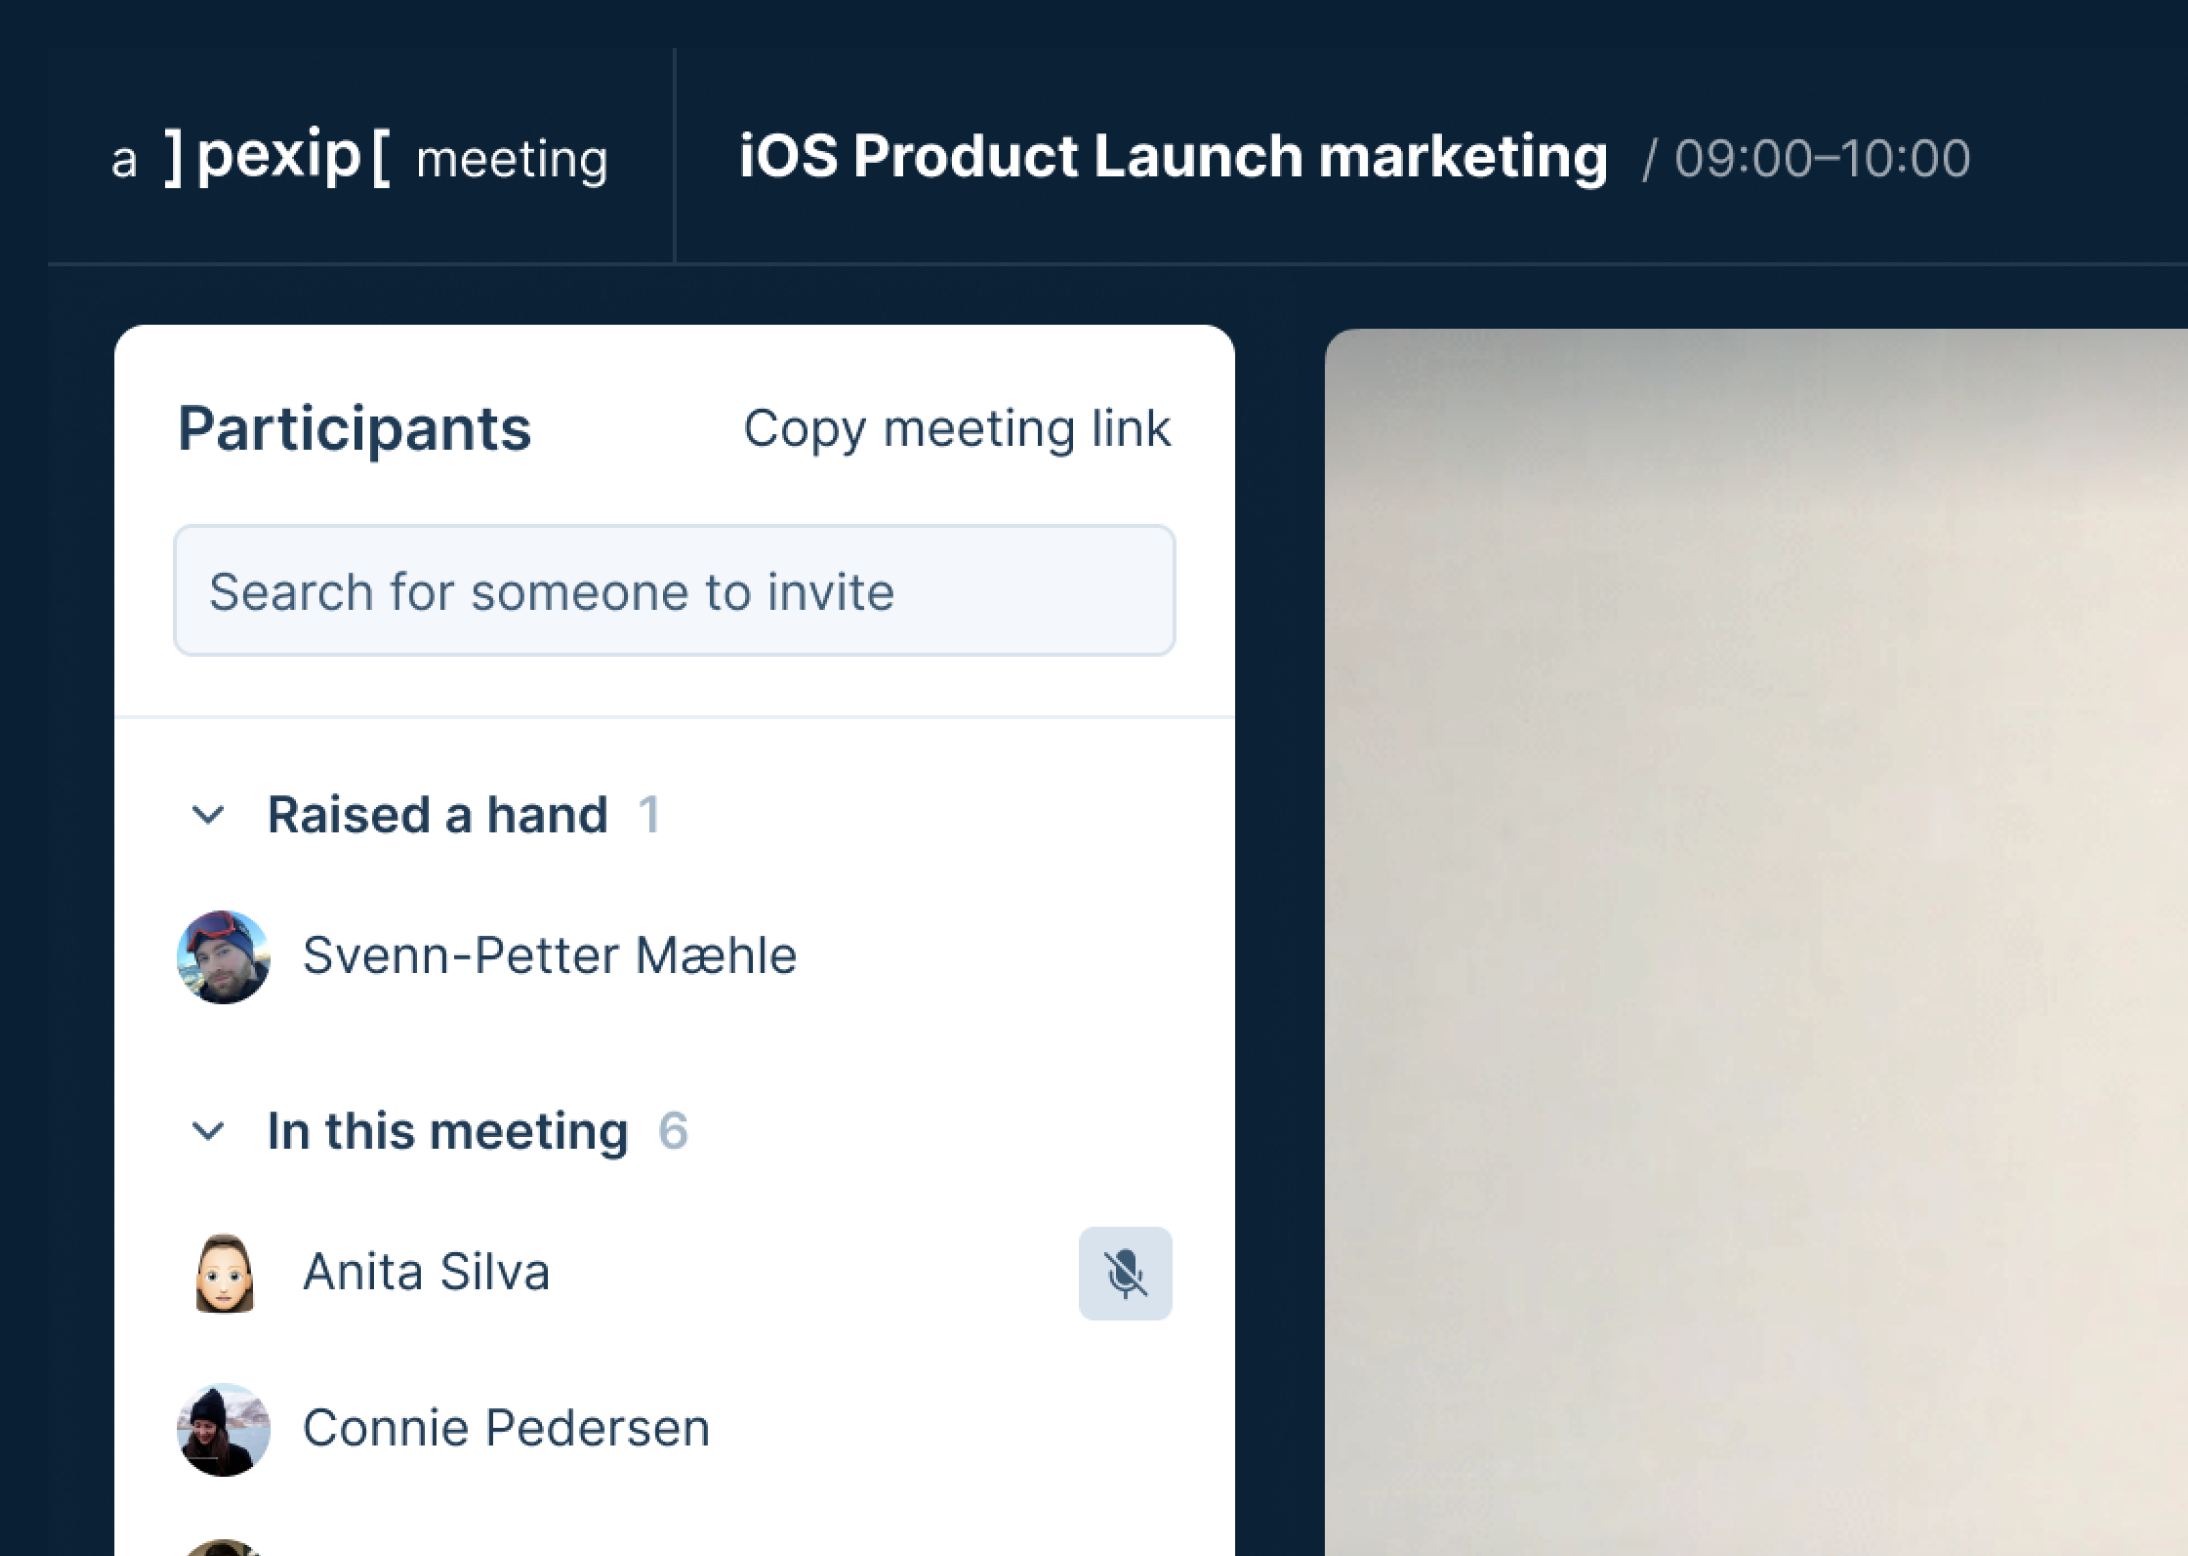 a ]pexip[ meeting
iOS Product Launch marketing / 09:00–10:00
Participants
Copy meeting link
Search for someone to invite
Raised a hand 1
Svenn-Petter Mæhle
In this meeting 6
Anita Silva
Connie Pedersen